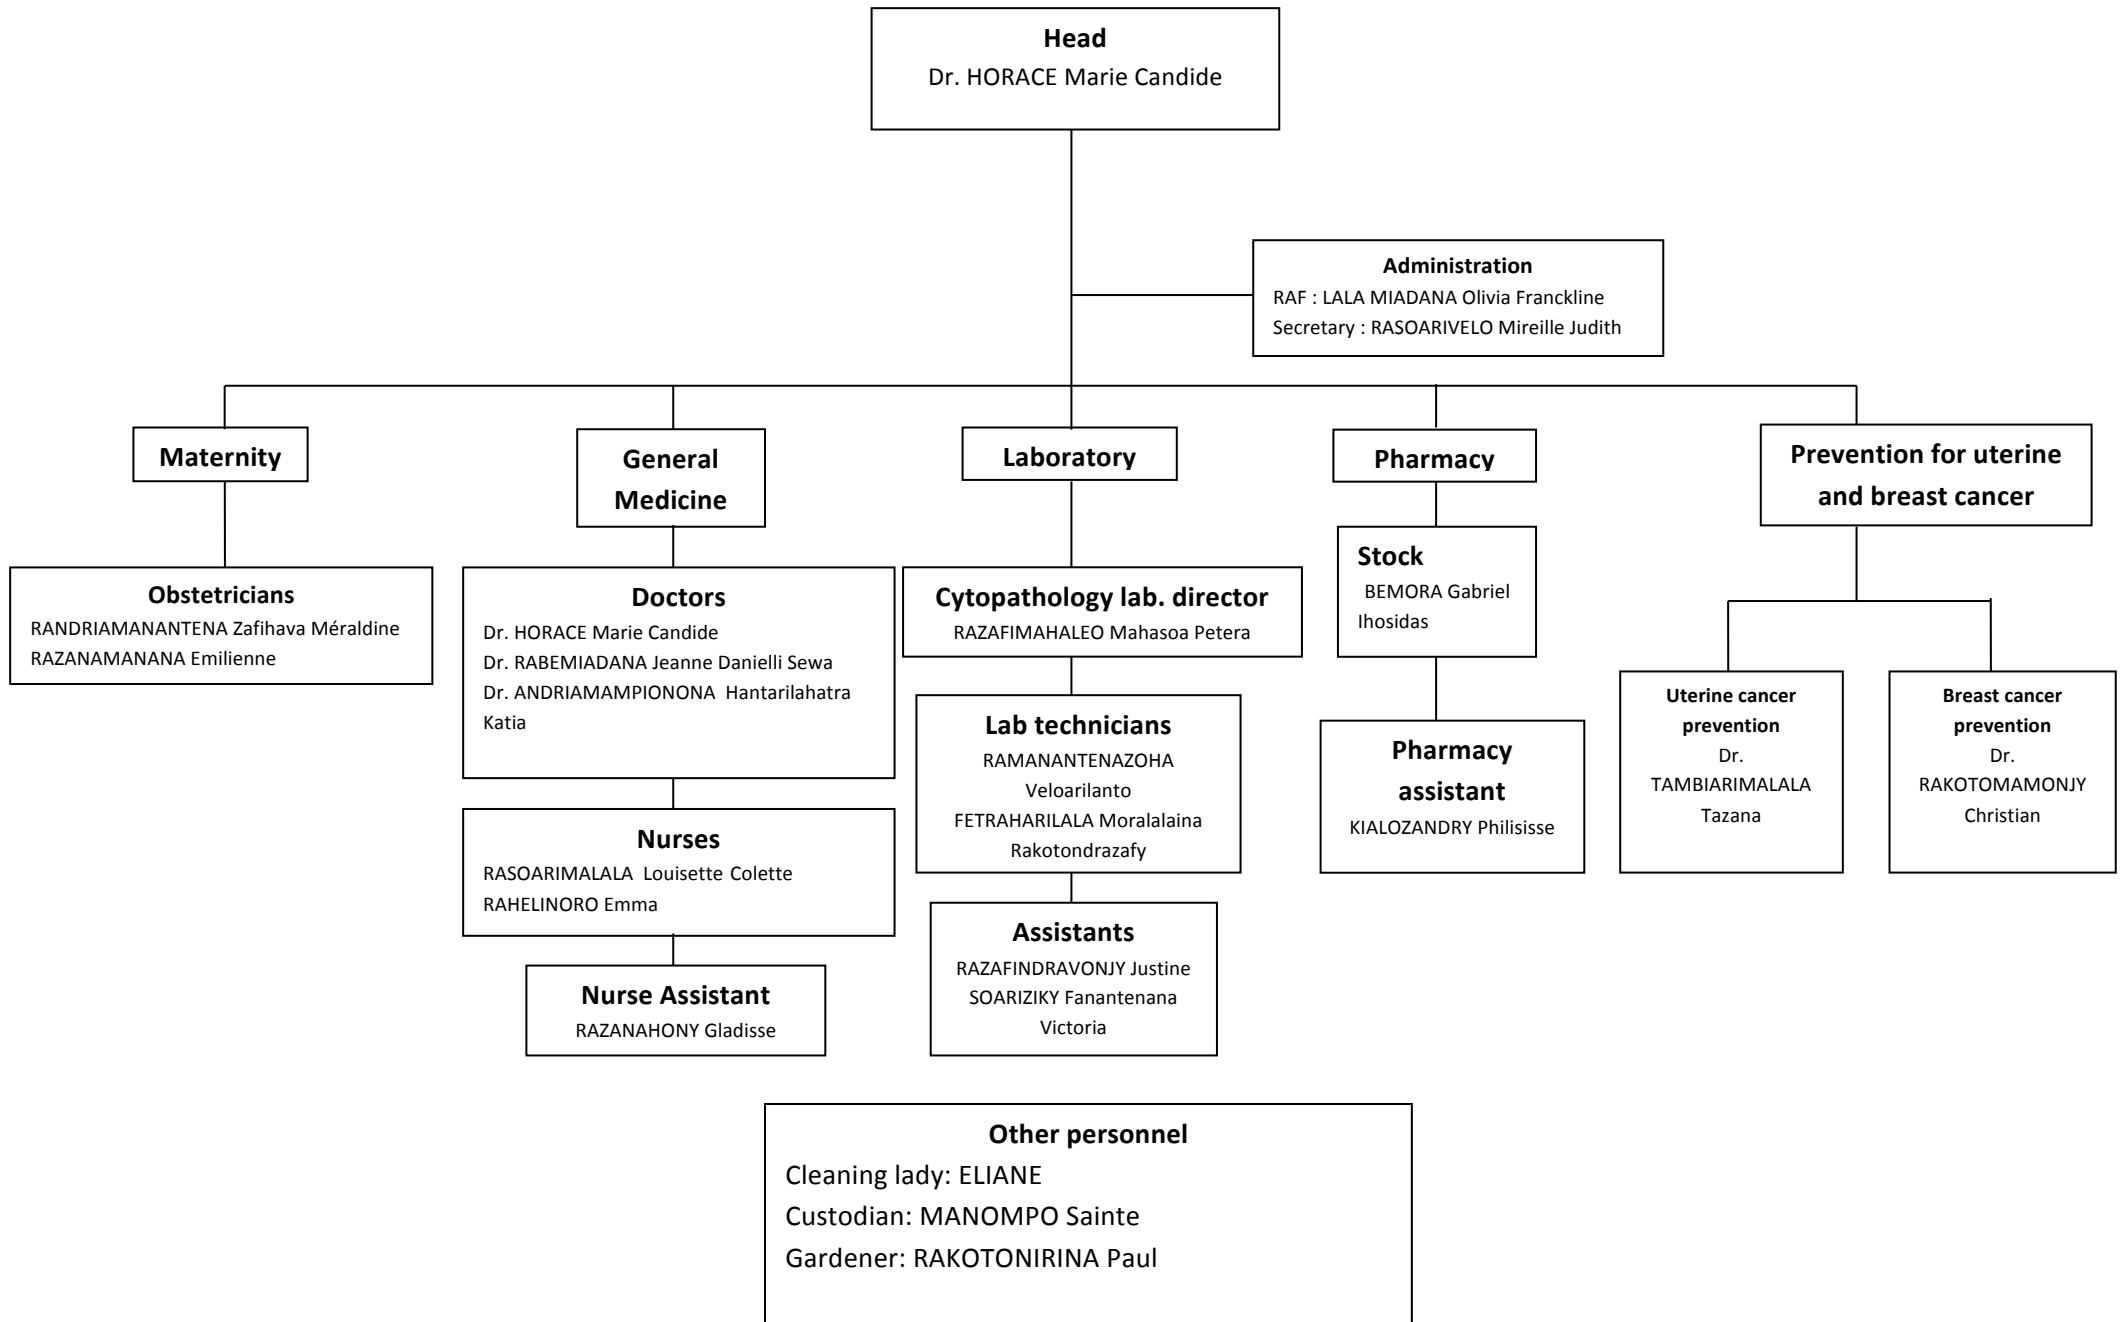 Head
Dr. HORACE Marie Candide
Administration
RAF : LALA MIADANA Olivia Franckline
Secretary : RASOARIVELO Mireille Judith
Maternity
Obstetricians
RANDRIAMANANTENA Zafihava Méraldine
RAZANAMANANA Emilienne
General
Medicine
Doctors
Dr. HORACE Marie Candide
Dr. RABEMIADANA Jeanne Danielli Sewa
Dr. ANDRIAMAMPIONONA Hantarilahatra
Katia
Nurses
RASOARIMALALA Louisette Colette
RAHELINORO Emma
Nurse Assistant
RAZANAHONY Gladisse
Laboratory
Cytopathology lab. director
RAZAFIMAHALEO Mahasoa Petera
Lab technicians
RAMANANTENAZOHA
Veloarilanto
FETRAHARILALA Moralalaina
Rakotondrazafy
Assistants
RAZAFINDRAVONJY Justine
SOARIZIKY Fanantenana
Victoria
Pharmacy
Stock
BEMORA Gabriel
Ihosidas
Pharmacy
assistant
KIALOZANDRY Philisisse
Prevention for uterine
and breast cancer
Uterine cancer
prevention
Dr.
TAMBIARIMALALA
Tazana
Breast cancer
prevention
Dr.
RAKOTOMAMONJY
Christian
Other personnel
Cleaning lady: ELIANE
Custodian: MANOMPO Sainte
Gardener: RAKOTONIRINA Paul